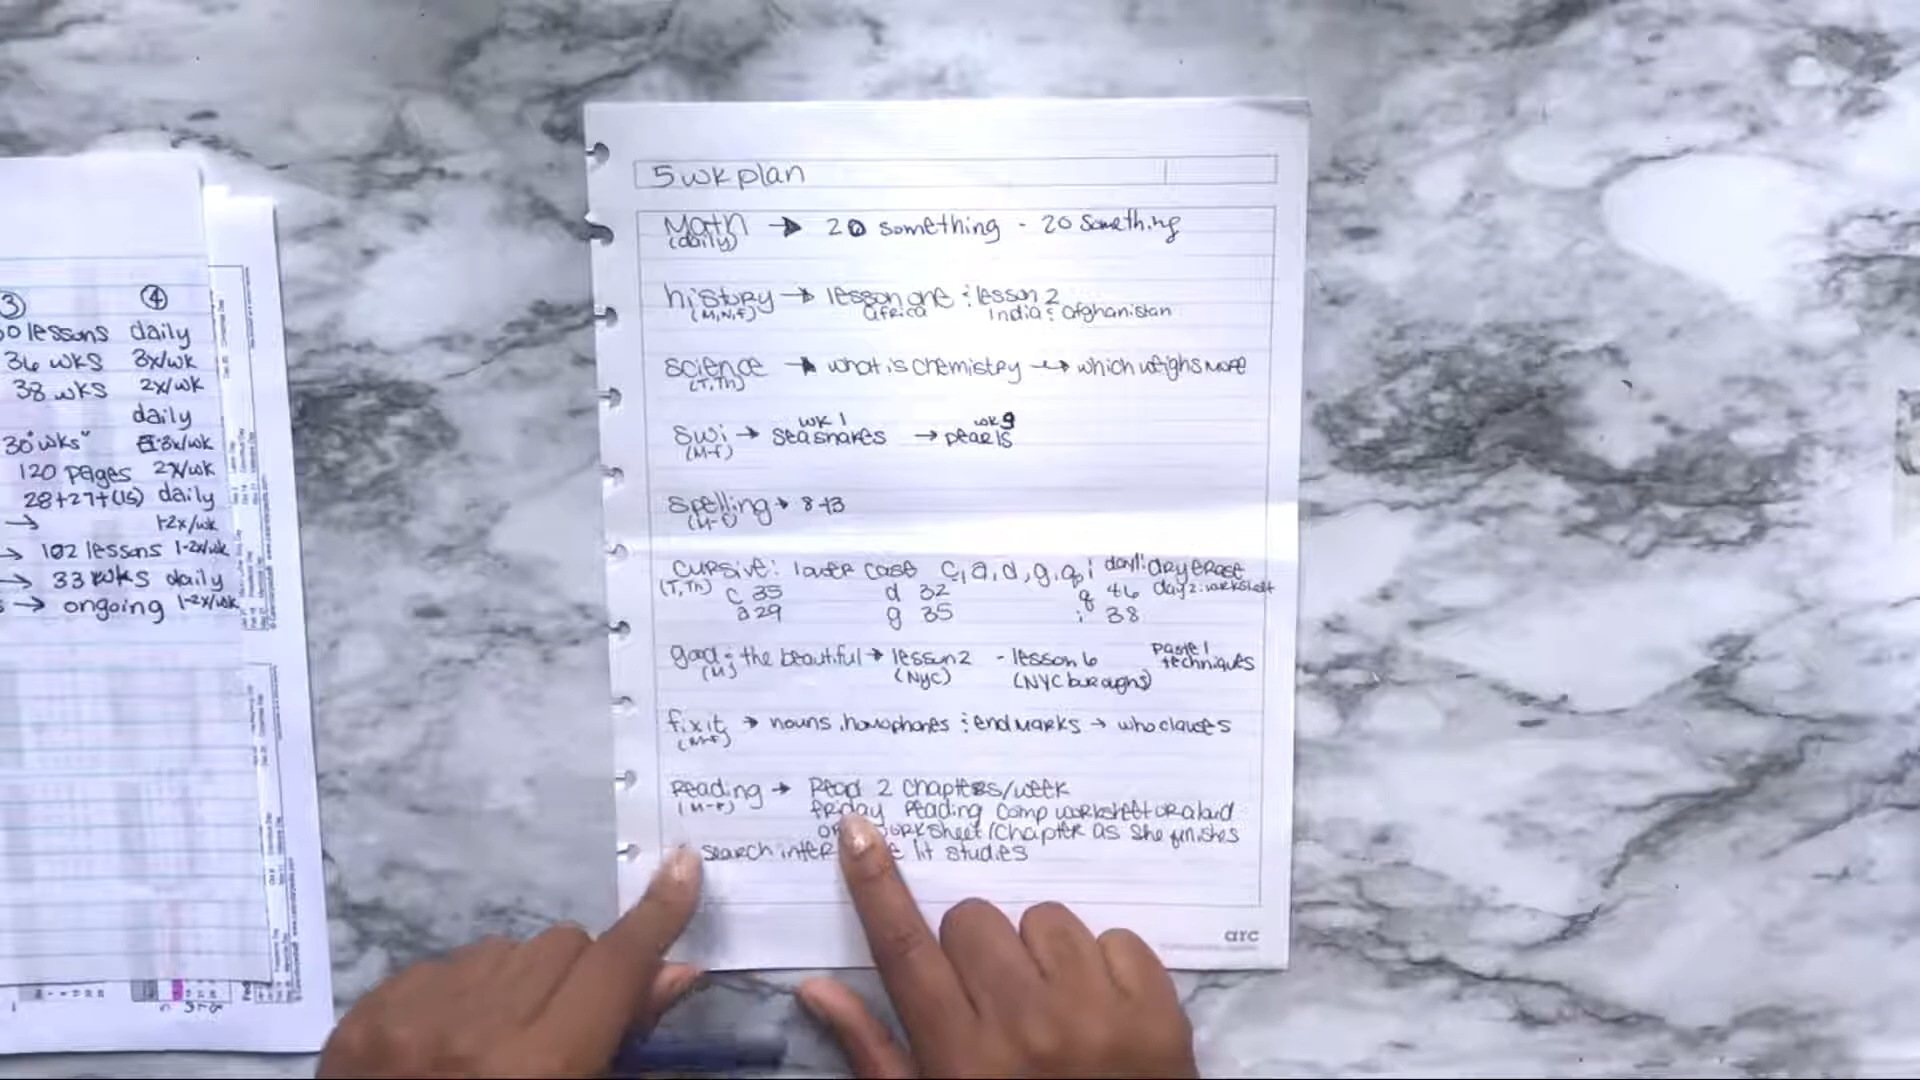 ③ ④
0 lessons daily
36 wks 3x/wk
38 wks 2x/wk
daily
30 "wks" 3x/wk
120 pages 2x/wk
28+27+(15) daily
→ 1-2x/wk
→ 102 lessons 1-2x/wk
→ 33 wks daily
→ ongoing 1-2x/wk
5 wk plan
Math → 20 something - 20 something
(daily)
history → lesson one & lesson 2
(M,W,F) africa India & afghanistan
science → what is chemistry → which weighs more
(T,Th)
wk 1 wk 9
swi → seasnakes → pearls
(M-F)
spelling → 8-13
cursive: lower case c, a, d, g, q, i day 1: dry erase
(T,Th) c 35 d 32 q 46 day 2: worksheet
a 29 g 35 i 38
good & the beautiful → lesson 2 - lesson 6 pastel
(M) (NYC) (NYC buroughs) techniques
fix it → nouns, homophones & end marks → who clauses
reading → Read 2 chapters/week
friday reading comp worksheet or aloud
worksheet/chapter as she finishes
lit studies
arc